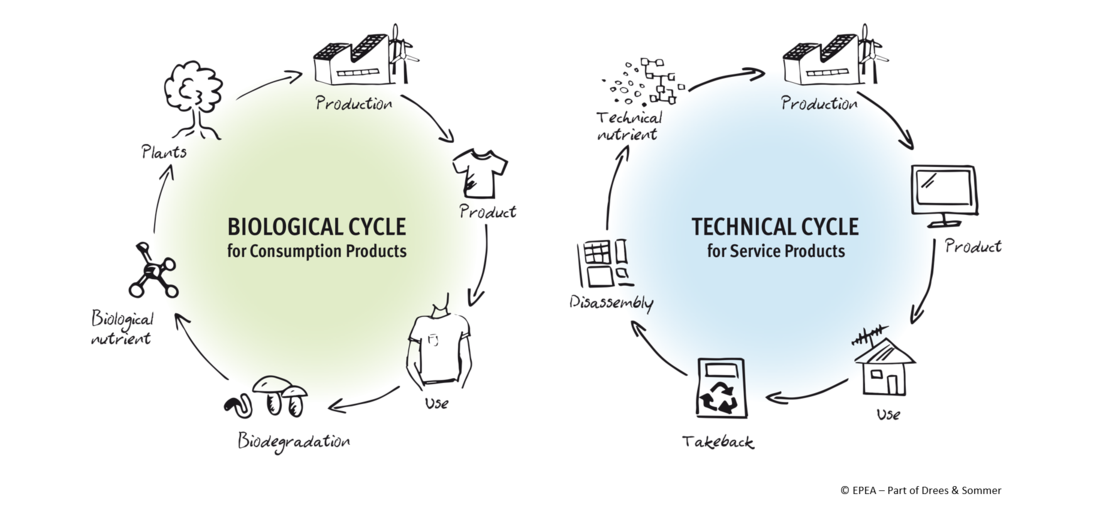 Production
Plants
Product
BIOLOGICAL CYCLE
for Consumption Products
Biological
nutrient
Use
Biodegradation
Production
Technical
nutrient
Product
TECHNICAL CYCLE
for Service Products
Disassembly
Use
Takeback
© EPEA – Part of Drees & Sommer